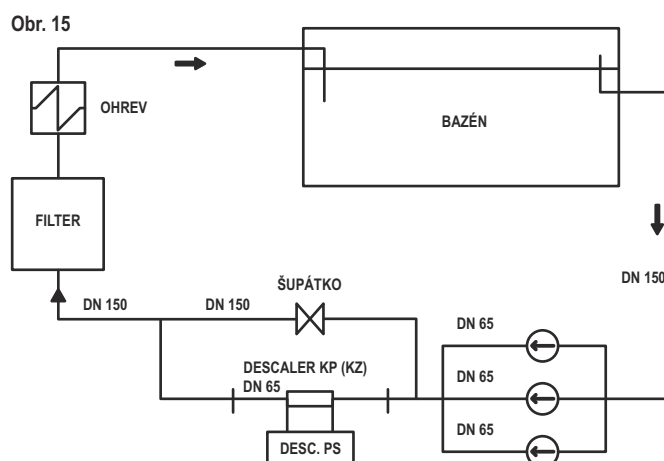 Obr. 15
OHREV
BAZÉN
FILTER
DN 150
DN 150
ŠUPÁTKO
DN 150
DN 65
DESCALER KP (KZ)
DN 65
DN 65
DN 65
DESC. PS